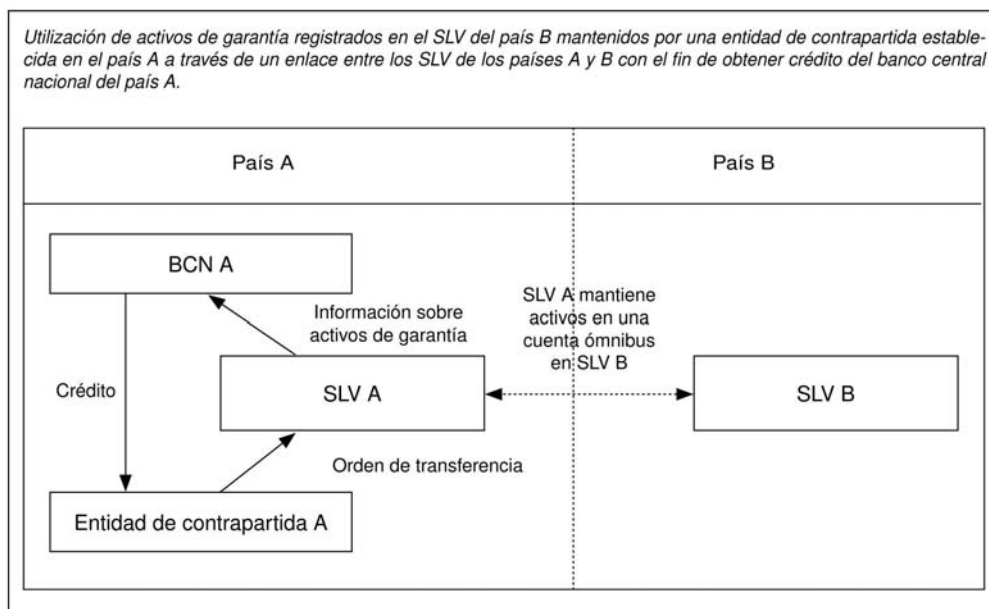 Utilización de activos de garantía registrados en el SLV del país B mantenidos por una entidad de contrapartida estable-
cida en el país A a través de un enlace entre los SLV de los países A y B con el fin de obtener crédito del banco central
nacional del país A.
País A
País B
BCN A
Información sobre
activos de garantía
SLV A mantiene
activos en una
cuenta ómnibus
en SLV B
Crédito
SLV A
SLV B
Orden de transferencia
Entidad de contrapartida A